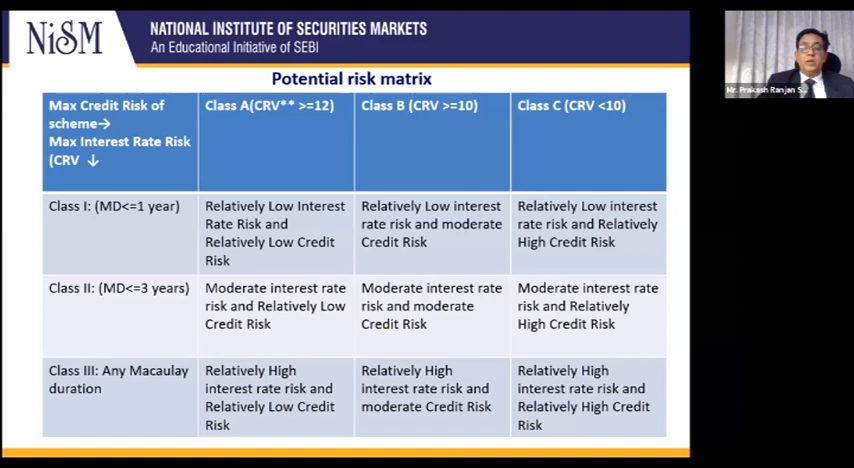 NiSM
NATIONAL INSTITUTE OF SECURITIES MARKETS
An Educational Initiative of SEBI
Potential risk matrix
Max Credit Risk of
scheme→
Max Interest Rate Risk
(CRV ↓
Class A(CRV** >=12)
Class B (CRV >=10)
Class C (CRV <10)
Class I: (MD<=1 year)
Relatively Low Interest
Rate Risk and
Relatively Low Credit
Risk
Relatively Low interest
rate risk and moderate
Credit Risk
Relatively Low interest
rate risk and Relatively
High Credit Risk
Class II: (MD<=3 years)
Moderate interest rate
risk and Relatively Low
Credit Risk
Moderate interest rate
risk and moderate
Credit Risk
Moderate interest rate
risk and Relatively
High Credit Risk
Class III: Any Macaulay
duration
Relatively High
interest rate risk and
Relatively Low Credit
Risk
Relatively High
interest rate risk and
moderate Credit Risk
Relatively High
interest rate risk and
Relatively High Credit
Risk
Mr. Prakash Ranjan S...